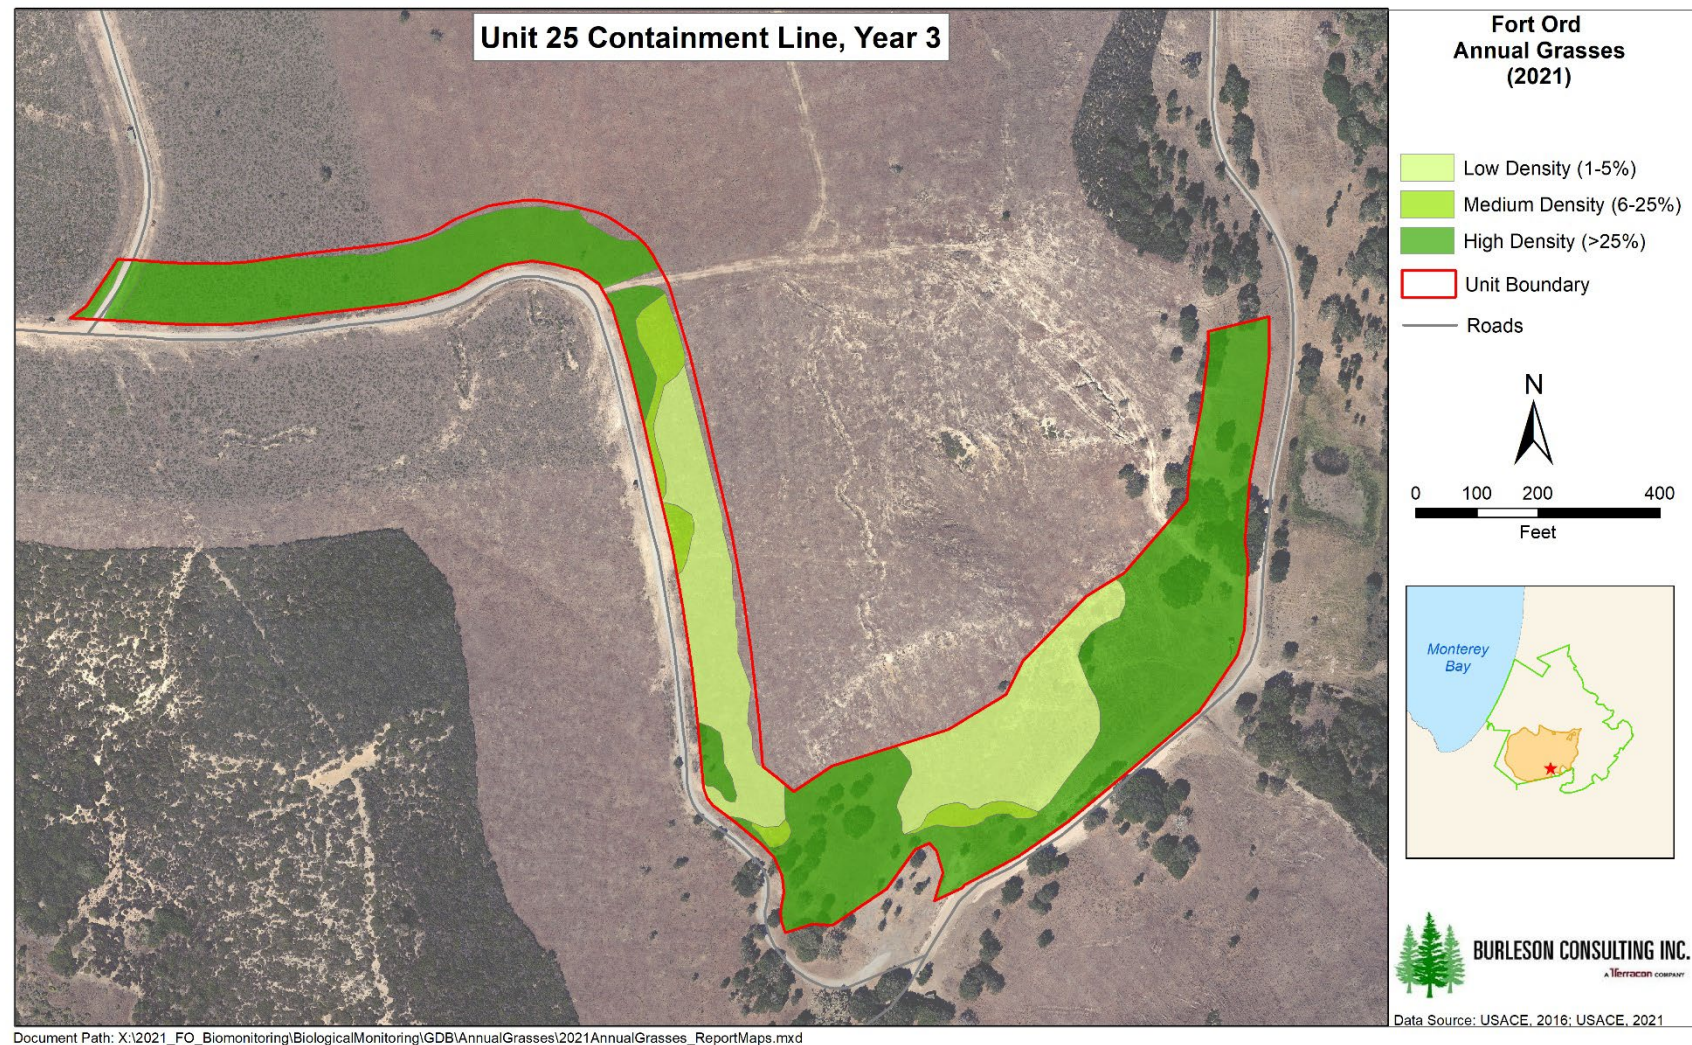 Unit 25 Containment Line, Year 3
Fort Ord
Annual Grasses
(2021)
Low Density (1-5%)
Medium Density (6-25%)
High Density (>25%)
Unit Boundary
Roads
N
0 100 200 400
Feet
Monterey
Bay
BURLESON CONSULTING INC.
A Terracon COMPANY
Data Source: USACE, 2016; USACE, 2021
Document Path: X:\2021_FO_Biomonitoring\BiologicalMonitoring\GDB\AnnualGrasses\2021AnnualGrasses_ReportMaps.mxd